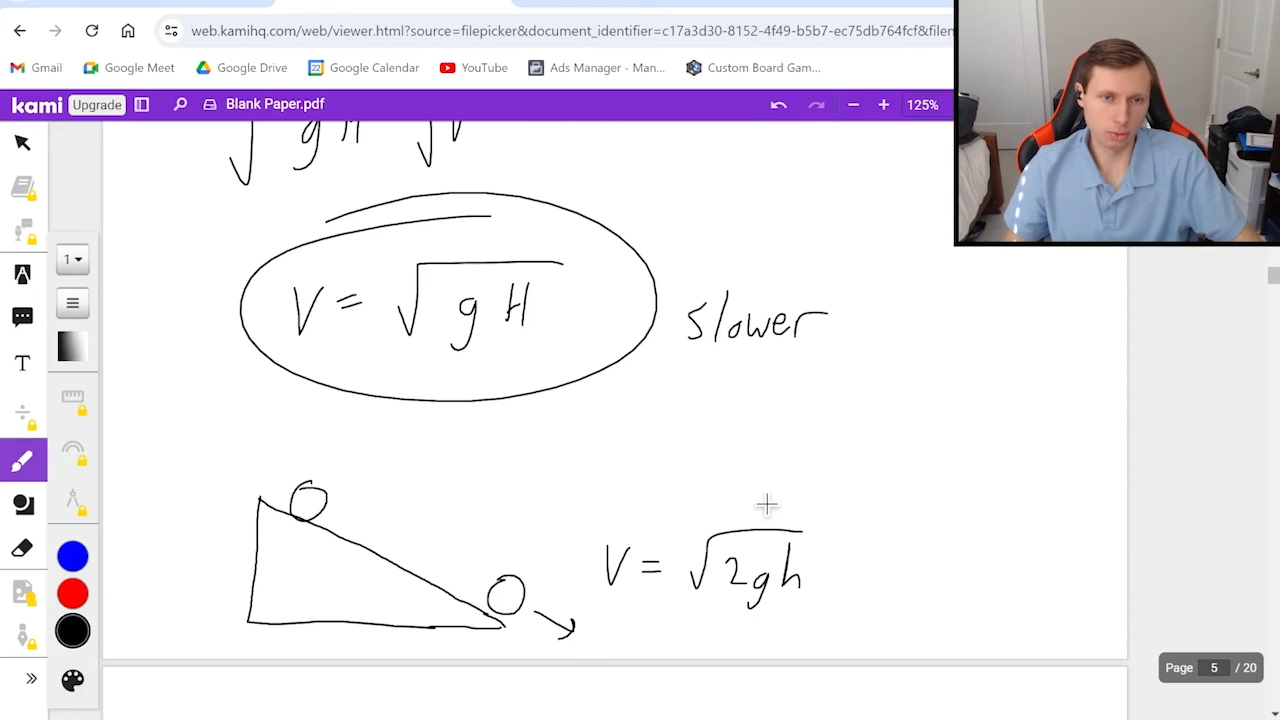 web.kamihq.com/web/viewer.html?source=filepicker&document_identifier=c17a3d30-8152-4f49-b5b7-ec75db764fcf&filen
Gmail Google Meet Google Drive 22 Google Calendar YouTube Ads Manager - Man... Custom Board Gam...
kami Upgrade Blank Paper.pdf 125%
√gH
V = √gH slower
1
A
T
V = √2gh
Page 5 / 20